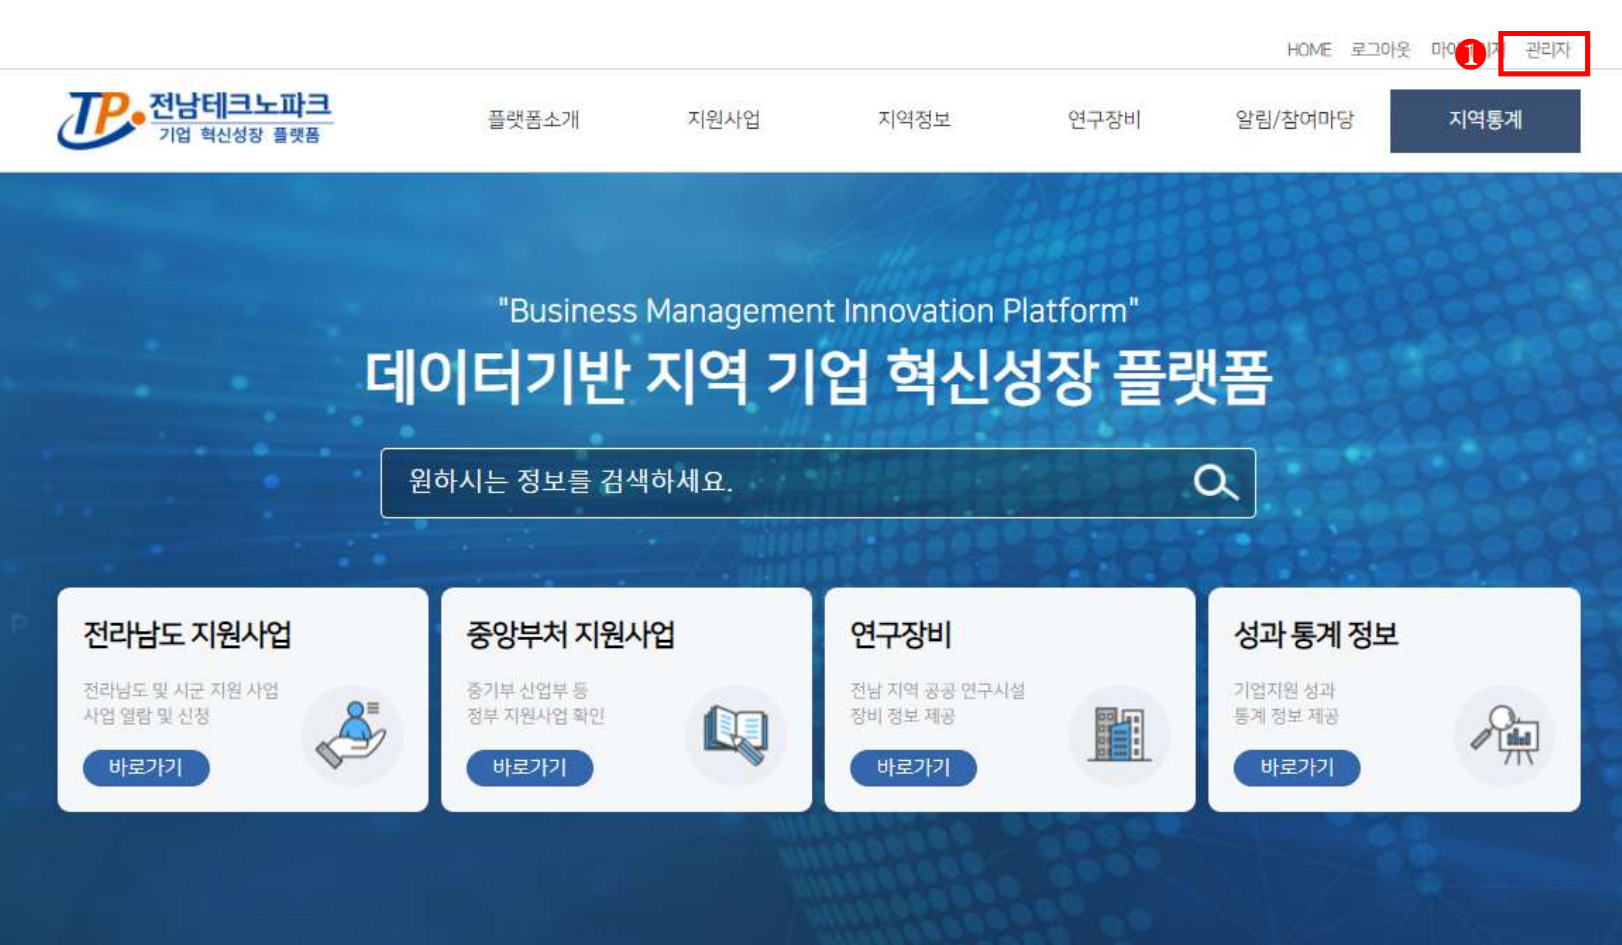 HOME 로그아웃 관리자
1
TP 전남테크노파크
기업 혁신성장 플랫폼
플랫폼소개 지원사업 지역정보 연구장비 알림/참여마당 지역통계
"Business Management Innovation Platform"
데이터기반 지역 기업 혁신성장 플랫폼
원하시는 정보를 검색하세요.
전라남도 지원사업
전라남도 및 시군 지원 사업
사업 열람 및 신청
바로가기
중앙부처 지원사업
중기부 산업부 등
정부 지원사업 확인
바로가기
연구장비
전남 지역 공공 연구시설
장비 정보 제공
바로가기
성과 통계 정보
기업지원 성과
통계 정보 제공
바로가기